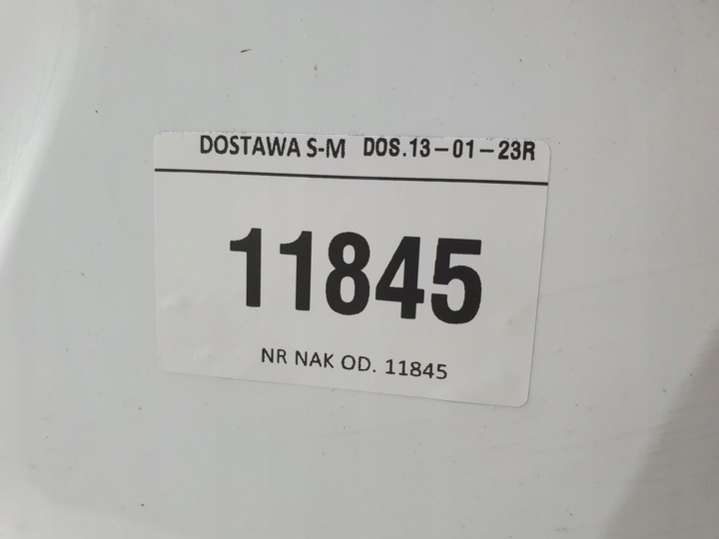 DOSTAWA S-M DOS.13-01-23R
11845
NR NAK OD. 11845